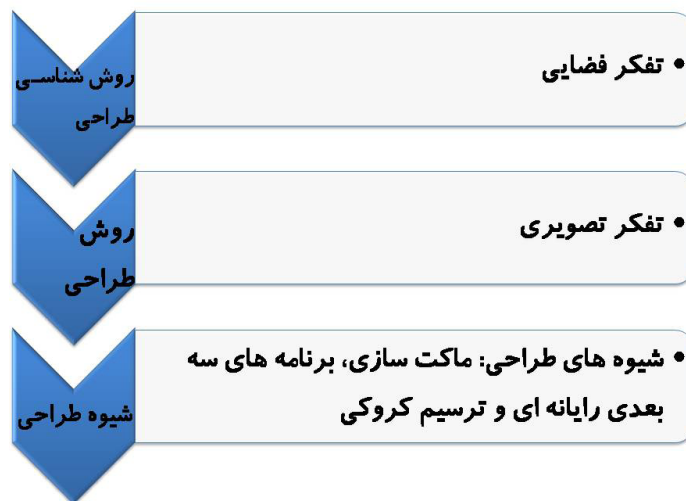 روش شناسی
طراحی
• تفکر فضایی
روش
طراحی
• تفکر تصویری
شیوه طراحی
• شیوه های طراحی: ماکت سازی، برنامه های سه
بعدی رایانه ای و ترسیم کروکی